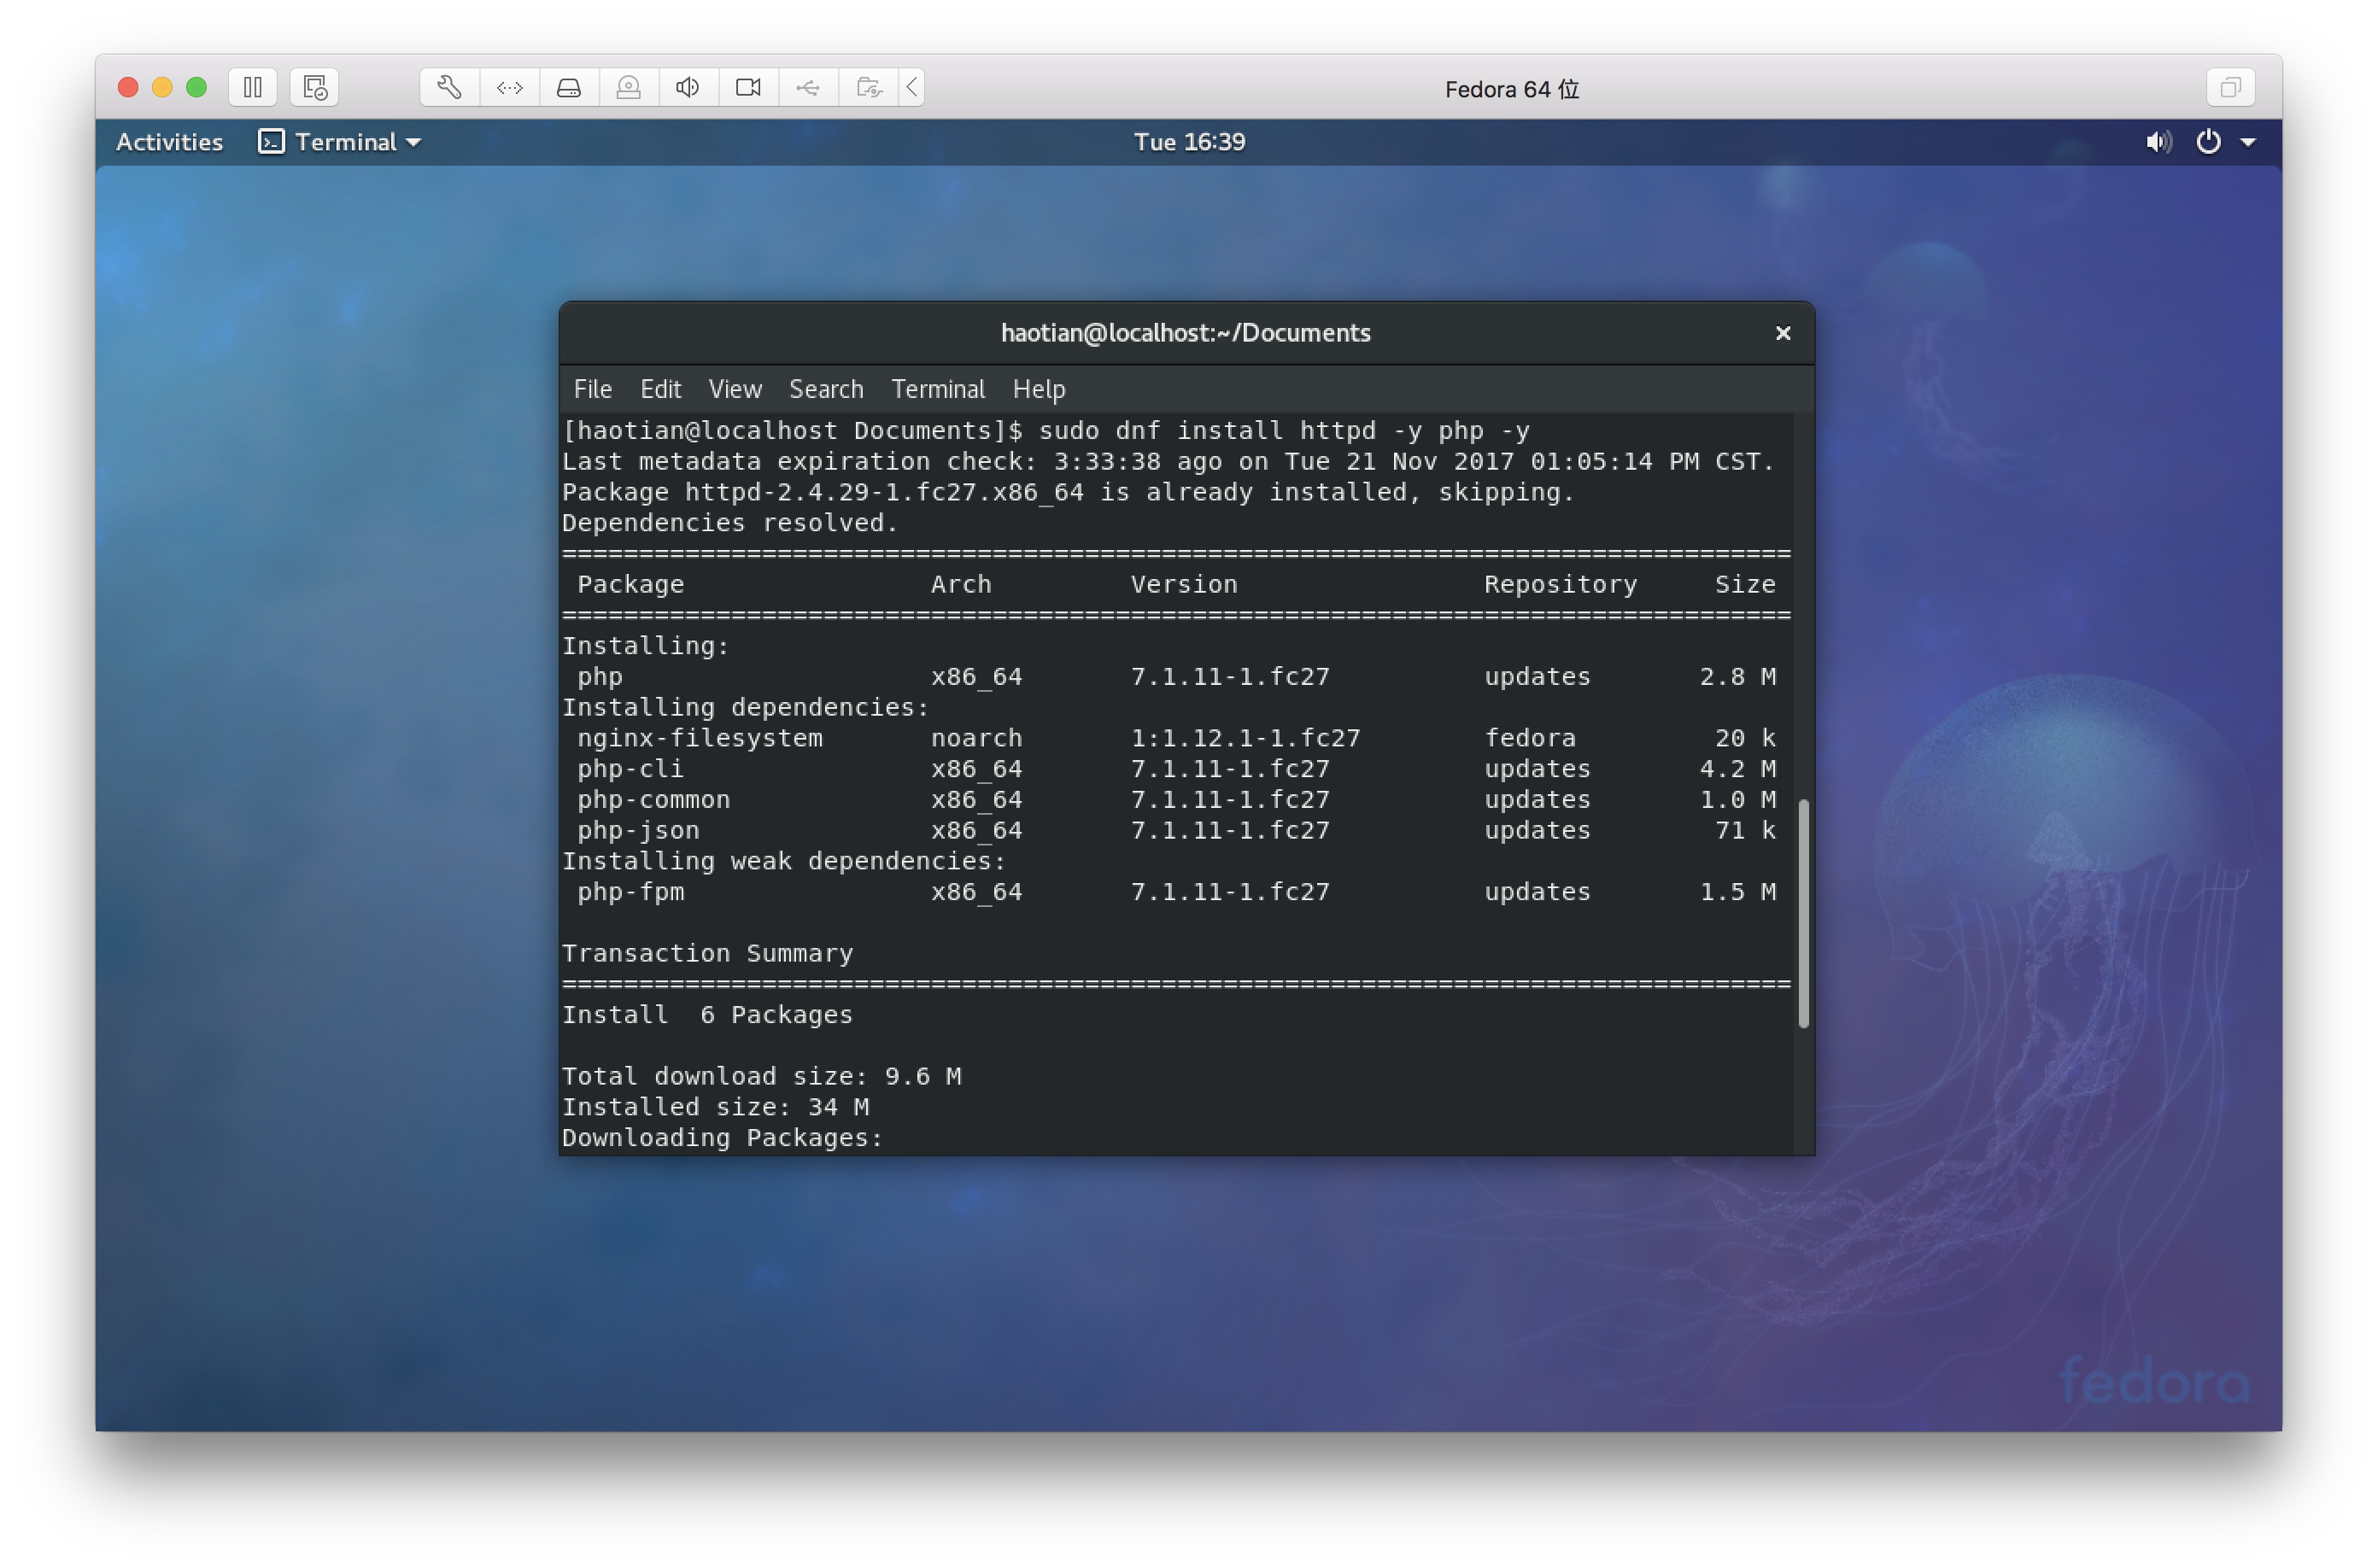 Fedora 64 位
Activities Terminal Tue 16:39
haotian@localhost:~/Documents
File Edit View Search Terminal Help
[haotian@localhost Documents]$ sudo dnf install httpd -y php -y
Last metadata expiration check: 3:33:38 ago on Tue 21 Nov 2017 01:05:14 PM CST.
Package httpd-2.4.29-1.fc27.x86_64 is already installed, skipping.
Dependencies resolved.
================================================================================
Package Arch Version Repository Size
================================================================================
Installing:
php x86_64 7.1.11-1.fc27 updates 2.8 M
Installing dependencies:
nginx-filesystem noarch 1:1.12.1-1.fc27 fedora 20 k
php-cli x86_64 7.1.11-1.fc27 updates 4.2 M
php-common x86_64 7.1.11-1.fc27 updates 1.0 M
php-json x86_64 7.1.11-1.fc27 updates 71 k
Installing weak dependencies:
php-fpm x86_64 7.1.11-1.fc27 updates 1.5 M
Transaction Summary
================================================================================
Install 6 Packages
Total download size: 9.6 M
Installed size: 34 M
Downloading Packages:
fedora